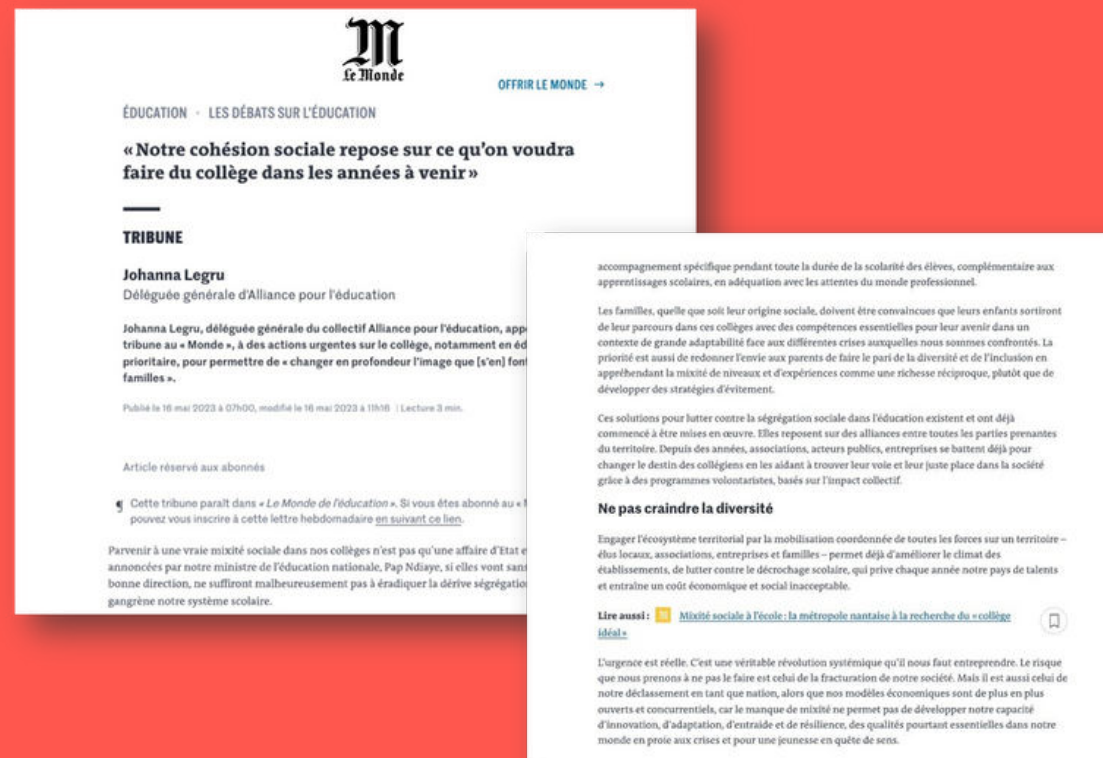 Le Monde
OFFRIR LE MONDE →
ÉDUCATION · LES DÉBATS SUR L'ÉDUCATION
« Notre cohésion sociale repose sur ce qu'on voudra
faire du collège dans les années à venir »
TRIBUNE
Johanna Legru
Déléguée générale d'Alliance pour l'éducation
Johanna Legru, déléguée générale du collectif Alliance pour l'éducation, app
tribune au « Monde », à des actions urgentes sur le collège, notamment en éd
prioritaire, pour permettre de « changer en profondeur l'image que [s'en] font
familles ».
Publié le 16 mai 2023 à 07h00, modifié le 16 mai 2023 à 11h16 | Lecture 3 min.
Article réservé aux abonnés
¶ Cette tribune paraît dans « Le Monde de l'éducation ». Si vous êtes abonné au «
pouvez vous inscrire à cette lettre hebdomadaire en suivant ce lien.
Parvenir à une vraie mixité sociale dans nos collèges n'est pas qu'une affaire d'Etat e
annoncées par notre ministre de l'éducation nationale, Pap Ndiaye, si elles vont sans
bonne direction, ne suffiront malheureusement pas à éradiquer la dérive ségrégatio
gangrène notre système scolaire.
accompagnement spécifique pendant toute la durée de la scolarité des élèves, complémentaire aux
apprentissages scolaires, en adéquation avec les attentes du monde professionnel.
Les familles, quelle que soit leur origine sociale, doivent être convaincues que leurs enfants sortiront
de leur parcours dans ces collèges avec des compétences essentielles pour leur avenir dans un
contexte de grande adaptabilité face aux différentes crises auxquelles nous sommes confrontés. La
priorité est aussi de redonner l'envie aux parents de faire le pari de la diversité et de l'inclusion en
appréhendant la mixité de niveaux et d'expériences comme une richesse réciproque, plutôt que de
développer des stratégies d'évitement.
Ces solutions pour lutter contre la ségrégation sociale dans l'éducation existent et ont déjà
commencé à être mises en œuvre. Elles reposent sur des alliances entre toutes les parties prenantes
du territoire. Depuis des années, associations, acteurs publics, entreprises se battent déjà pour
changer le destin des collégiens en les aidant à trouver leur voie et leur juste place dans la société
grâce à des programmes volontaristes, basés sur l'impact collectif.
Ne pas craindre la diversité
Engager l'écosystème territorial par la mobilisation coordonnée de toutes les forces sur un territoire –
élus locaux, associations, entreprises et familles – permet déjà d'améliorer le climat des
établissements, de lutter contre le décrochage scolaire, qui prive chaque année notre pays de talents
et entraîne un coût économique et social inacceptable.
Lire aussi : Mixité sociale à l'école : la métropole nantaise à la recherche du « collège
idéal »
L'urgence est réelle. C'est une véritable révolution systémique qu'il nous faut entreprendre. Le risque
que nous prenons à ne pas le faire est celui de la fracturation de notre société. Mais il est aussi celui de
notre déclassement en tant que nation, alors que nos modèles économiques sont de plus en plus
ouverts et concurrentiels, car le manque de mixité ne permet pas de développer notre capacité
d'innovation, d'adaptation, d'entraide et de résilience, des qualités pourtant essentielles dans notre
monde en proie aux crises et pour une jeunesse en quête de sens.